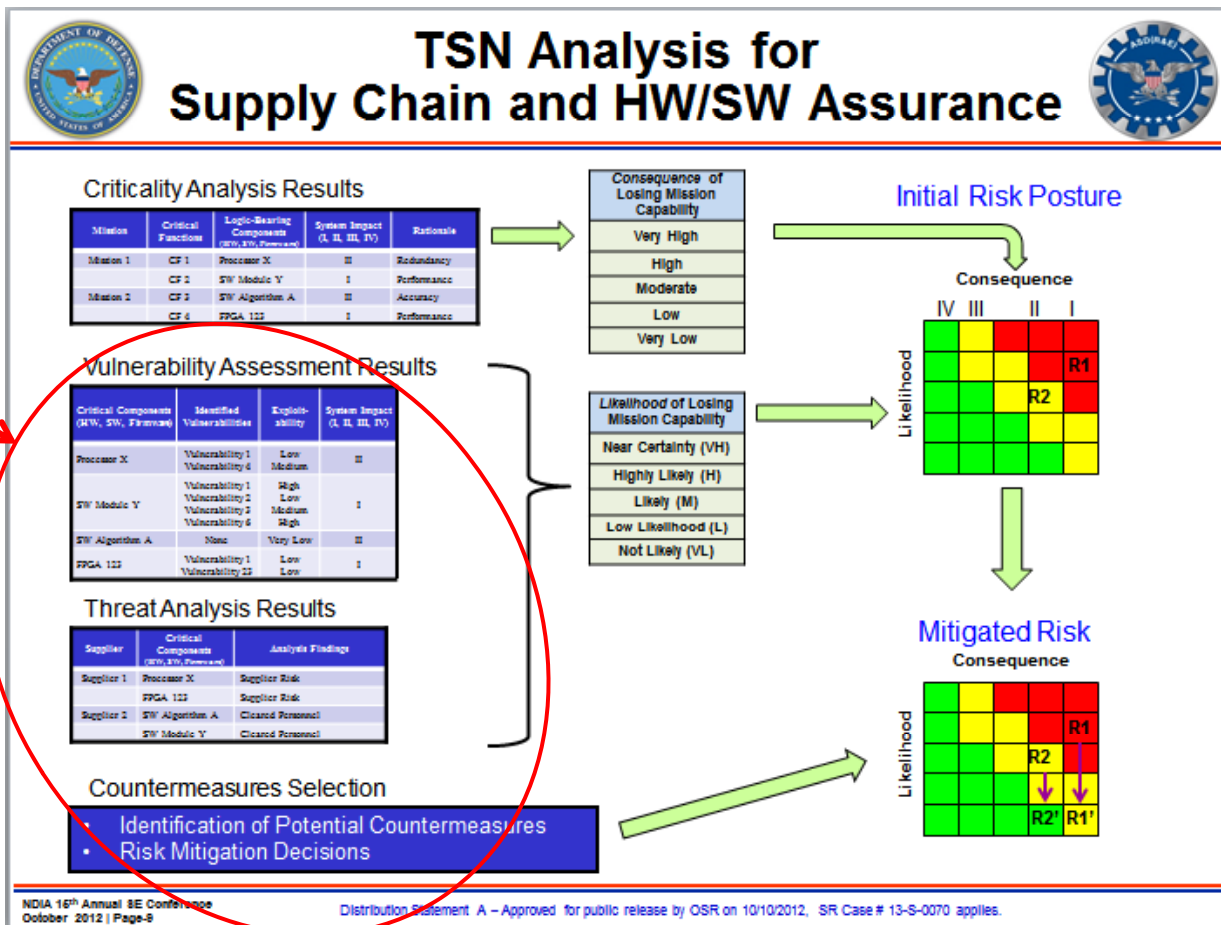 TSN Analysis for
Supply Chain and HW/SW Assurance
DEPARTMENT OF DEFENSE
UNITED STATES OF AMERICA
ASD(R&E)
Criticality Analysis Results
Mission
Critical
Functions
Logic-Bearing
Components
(HW, SW, Firmware)
System Impact
(I, II, III, IV)
Rationale
Mission 1 CF 1 Processor X II Redundancy
CF 2 SW Module Y I Performance
Mission 2 CF 3 SW Algorithm A II Accuracy
CF 4 FPGA 123 I Performance
Consequence of
Losing Mission
Capability
Very High
High
Moderate
Low
Very Low
Initial Risk Posture
Consequence
IV III II I
Likelihood
R1
R2
Vulnerability Assessment Results
Critical Components
(HW, SW, Firmware)
Identified
Vulnerabilities
Exploit-
ability
System Impact
(I, II, III, IV)
Processor X
Vulnerability 1 Low
Vulnerability 4 Medium
II
SW Module Y
Vulnerability 1 High
Vulnerability 2 Low
Vulnerability 3 Medium
Vulnerability 6 High
I
SW Algorithm A None Very Low II
FPGA 123
Vulnerability 1 Low
Vulnerability 23 Low
I
Likelihood of Losing
Mission Capability
Near Certainty (VH)
Highly Likely (H)
Likely (M)
Low Likelihood (L)
Not Likely (VL)
Threat Analysis Results
Supplier
Critical
Components
(HW, SW, Firmware)
Analysis Findings
Supplier 1 Processor X Supplier Risk
FPGA 123 Supplier Risk
Supplier 2 SW Algorithm A Cleared Personnel
SW Module Y Cleared Personnel
Mitigated Risk
Consequence
Likelihood
R1
R2
R2' R1'
Countermeasures Selection
• Identification of Potential Countermeasures
• Risk Mitigation Decisions
NDIA 15th Annual SE Conference
October 2012 | Page-9
Distribution Statement A – Approved for public release by OSR on 10/10/2012, SR Case # 13-S-0070 applies.